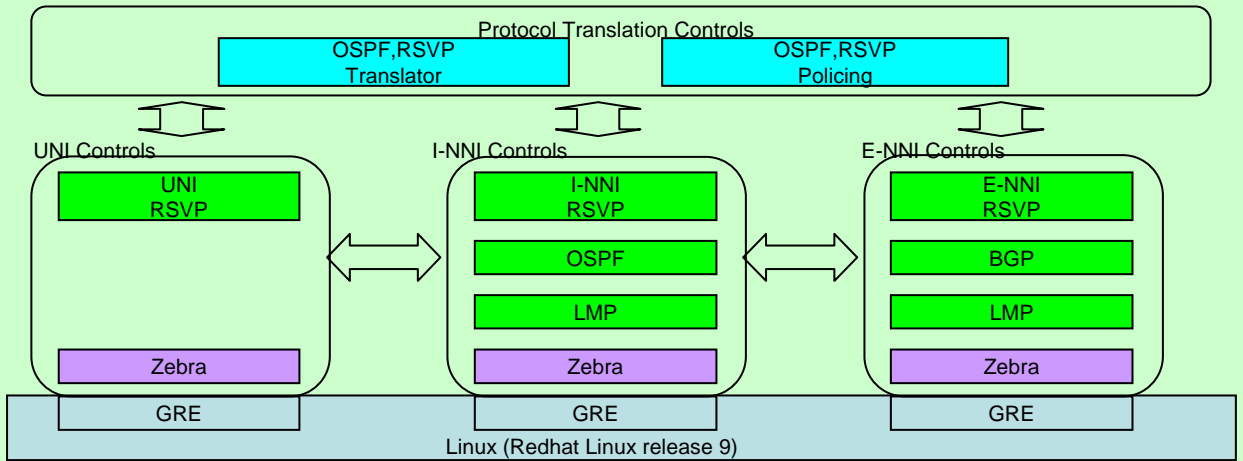 Protocol Translation Controls
OSPF,RSVP
Translator
OSPF,RSVP
Policing
UNI Controls
I-NNI Controls
E-NNI Controls
UNI
RSVP
Zebra
GRE
I-NNI
RSVP
OSPF
LMP
Zebra
GRE
E-NNI
RSVP
BGP
LMP
Zebra
GRE
Linux (Redhat Linux release 9)